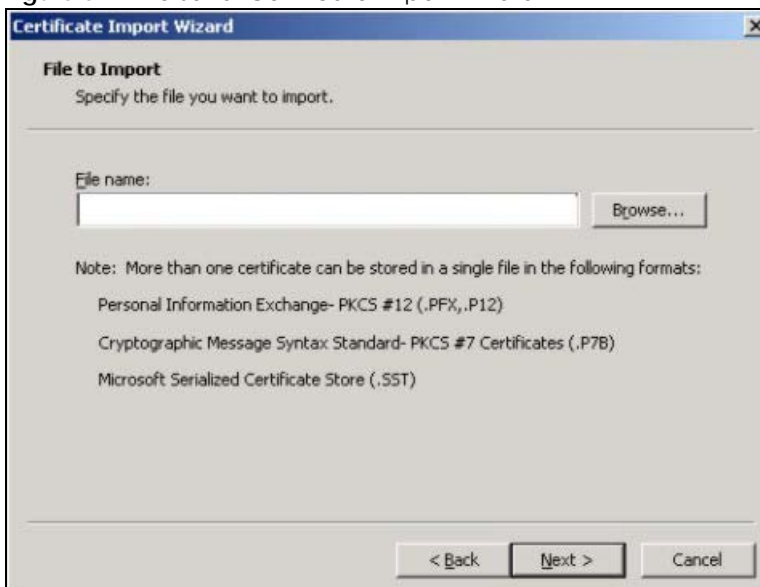 Certificate Import Wizard
File to Import
Specify the file you want to import.
File name:
Browse...
Note: More than one certificate can be stored in a single file in the following formats:
Personal Information Exchange- PKCS #12 (.PFX,.P12)
Cryptographic Message Syntax Standard- PKCS #7 Certificates (.P7B)
Microsoft Serialized Certificate Store (.SST)
< Back Next > Cancel